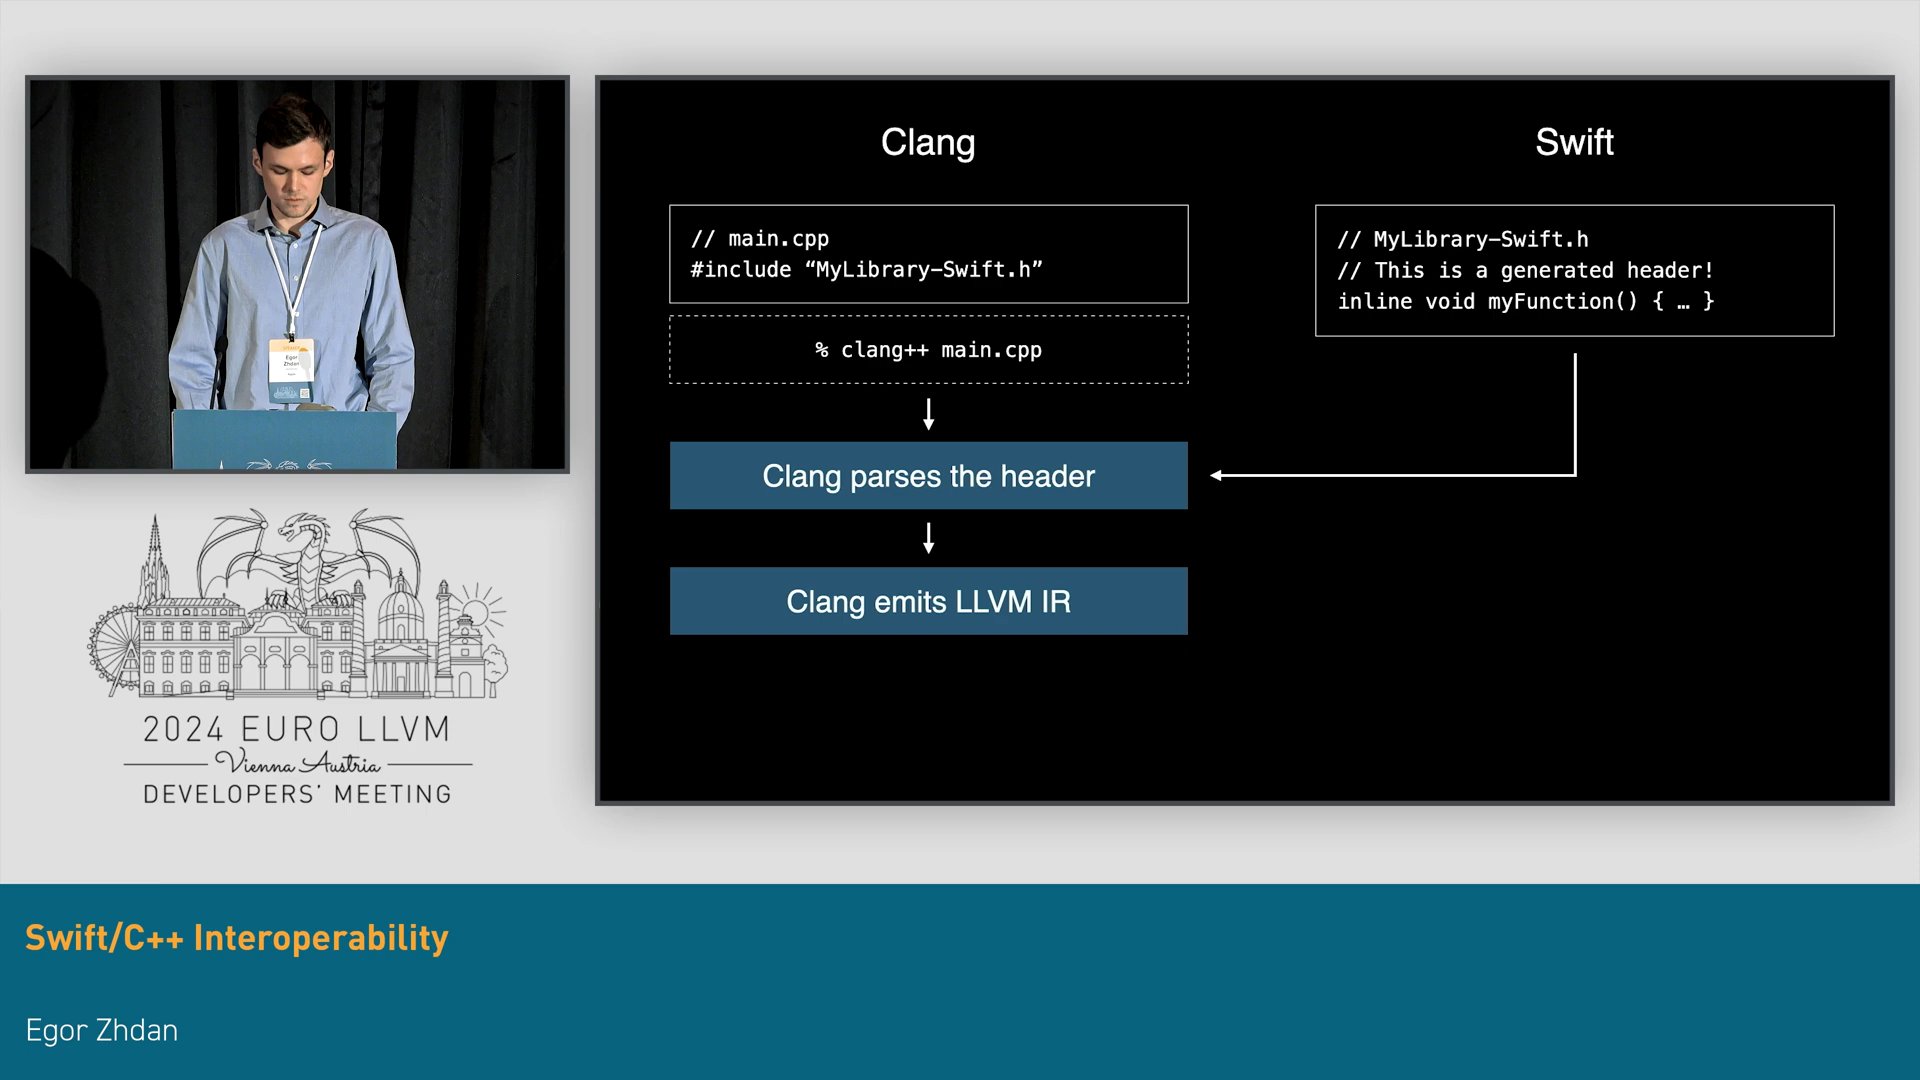 Clang
Swift
// main.cpp
#include “MyLibrary-Swift.h”
% clang++ main.cpp
Clang parses the header
Clang emits LLVM IR
// MyLibrary-Swift.h
// This is a generated header!
inline void myFunction() { … }
Egor
Zhdan
2024 EURO LLVM
Vienna Austria
DEVELOPERS' MEETING
Swift/C++ Interoperability
Egor Zhdan